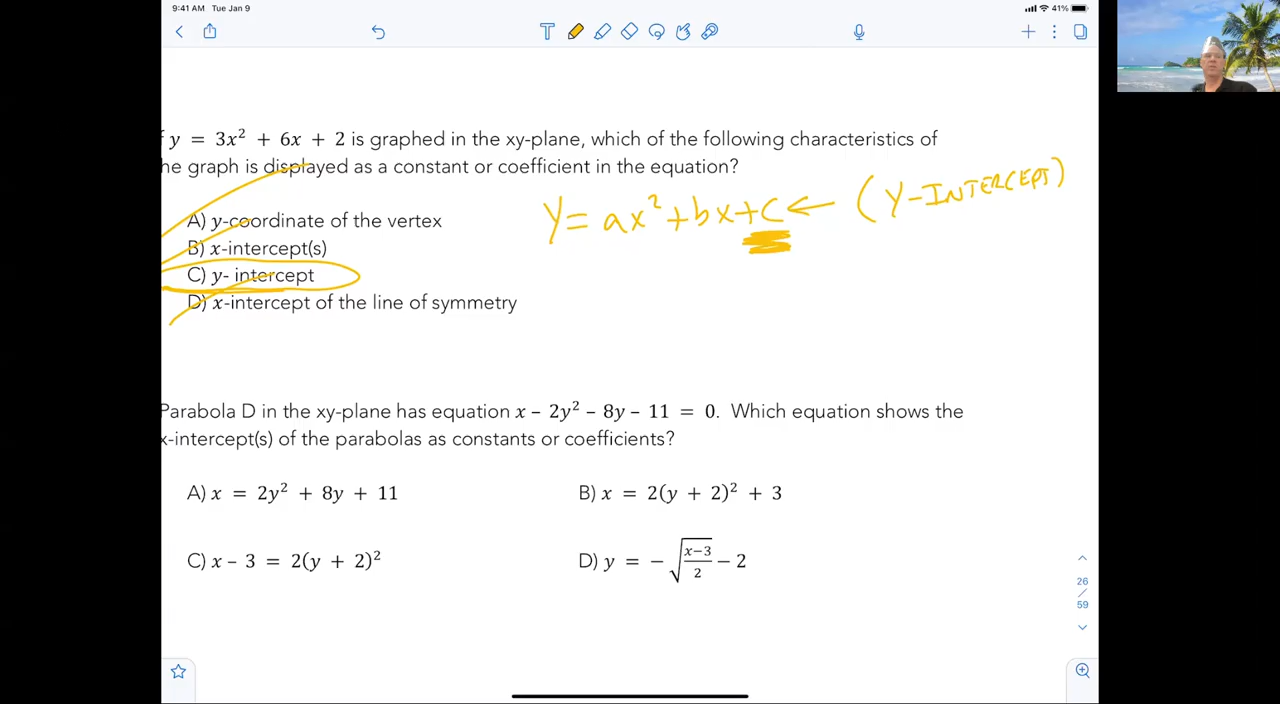 9:41 AM Tue Jan 9
41%
y = 3x² + 6x + 2 is graphed in the xy-plane, which of the following characteristics of
he graph is displayed as a constant or coefficient in the equation?
A) y-coordinate of the vertex
B) x-intercept(s)
C) y- intercept
D) x-intercept of the line of symmetry
y = ax² + bx + c ← (Y-INTERCEPT)
Parabola D in the xy-plane has equation x – 2y² – 8y – 11 = 0. Which equation shows the
x-intercept(s) of the parabolas as constants or coefficients?
A) x = 2y² + 8y + 11
B) x = 2(y + 2)² + 3
C) x – 3 = 2(y + 2)²
D) y = −√((x−3)/2) − 2
26
/
59